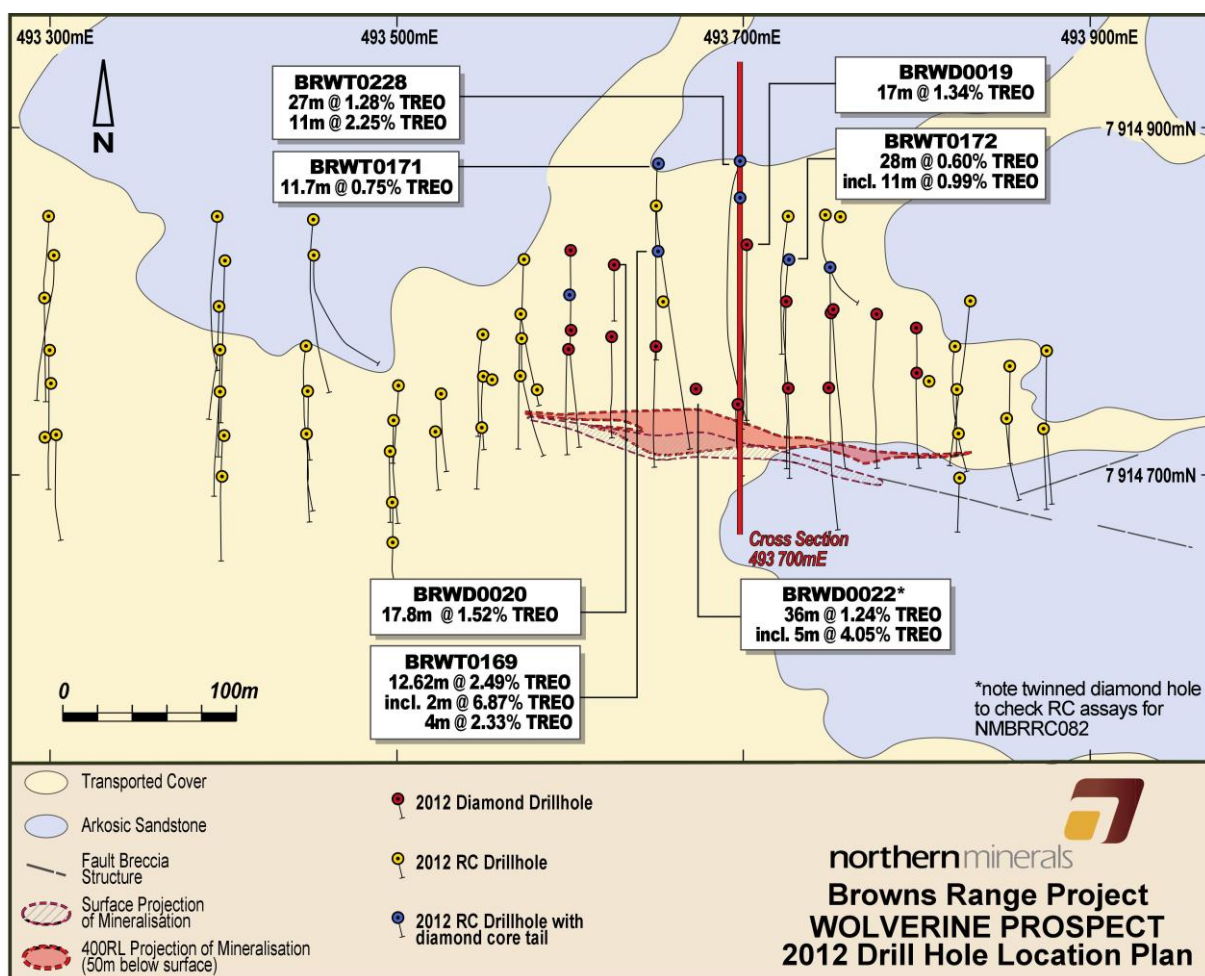 493 300mE
493 500mE
493 700mE
493 900mE
N
BRWT0228
27m @ 1.28% TREO
11m @ 2.25% TREO
BRWD0019
17m @ 1.34% TREO
7 914 900mN
BRWT0171
11.7m @ 0.75% TREO
BRWT0172
28m @ 0.60% TREO
incl. 11m @ 0.99% TREO
7 914 700mN
Cross Section
493 700mE
BRWD0020
17.8m @ 1.52% TREO
BRWD0022*
36m @ 1.24% TREO
incl. 5m @ 4.05% TREO
BRWT0169
12.62m @ 2.49% TREO
incl. 2m @ 6.87% TREO
4m @ 2.33% TREO
0 100m
*note twinned diamond hole
to check RC assays for
NMBRRC082
Transported Cover
Arkosic Sandstone
Fault Breccia
Structure
Surface Projection
of Mineralisation
400RL Projection of Mineralisation
(50m below surface)
2012 Diamond Drillhole
2012 RC Drillhole
2012 RC Drillhole with
diamond core tail
northernminerals
Browns Range Project
WOLVERINE PROSPECT
2012 Drill Hole Location Plan